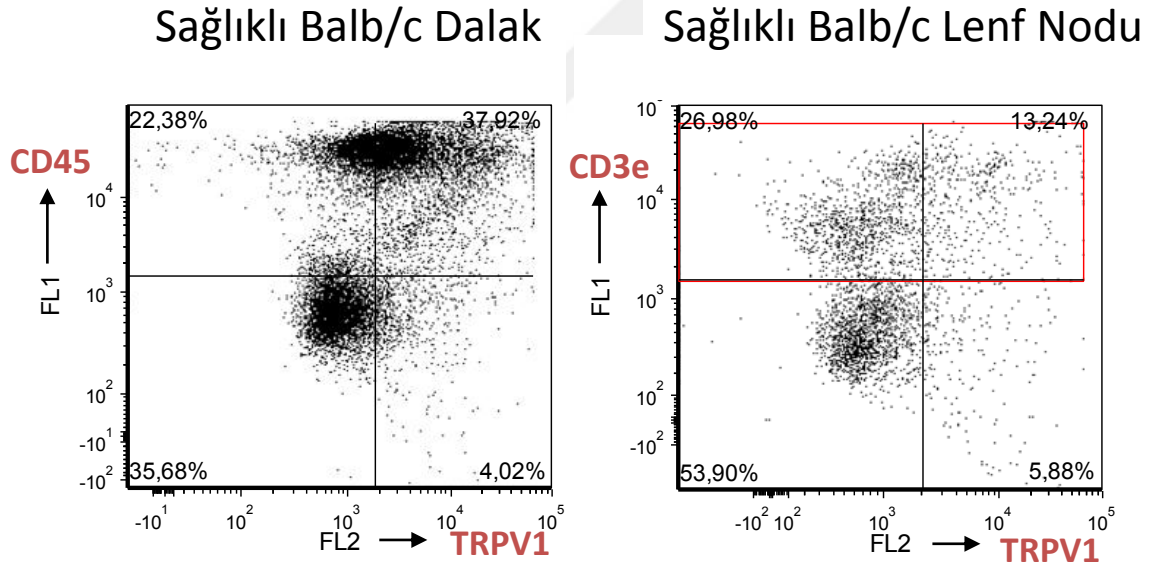 Sağlıklı Balb/c Dalak
22,38%
37,92%
CD45
FL1
10⁴
10³
10²
-10¹
-10²
35,68%
4,02%
-10¹ 10² 10³ 10⁴ 10⁵
FL2
TRPV1
Sağlıklı Balb/c Lenf Nodu
26,98%
13,24%
CD3e
FL1
10⁴
10³
10²
-10²
53,90%
5,88%
-10² 10² 10³ 10⁴ 10⁵
FL2
TRPV1